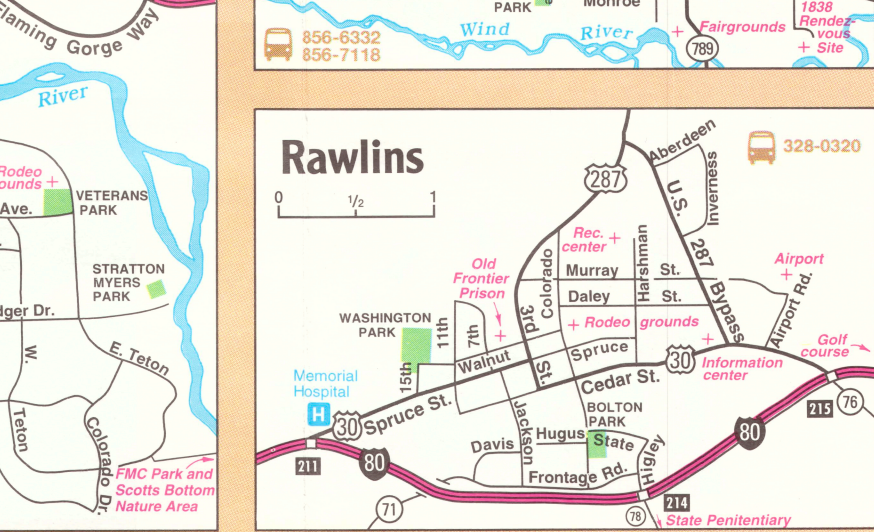 Flaming Gorge Way
River
Rodeo
ounds
VETERANS
PARK
Ave.
STRATTON
MYERS
PARK
dger Dr.
W.
Teton
E. Teton
Colorado Dr.
FMC Park and
Scotts Bottom
Nature Area
PARK
Monroe
856-6332
856-7118
Wind River
Fairgrounds
789
1838
Rendez-
vous
Site
Rawlins
0 1/2 1
328-0320
287
Aberdeen
Inverness
U.S. 287 Bypass
Rec.
center
Colorado
Harshman
Murray St.
Daley St.
Airport
Airport Rd.
Old
Frontier
Prison
3rd St.
WASHINGTON
PARK
11th
7th
15th
Rodeo grounds
Walnut
Spruce
30
Information
center
Golf
course
Memorial
Hospital
H
30
Spruce St.
Cedar St.
BOLTON
PARK
Jackson
Hugus
State
Davis
Higley
Frontage Rd.
211
80
80
215
76
214
71
78
State Penitentiary